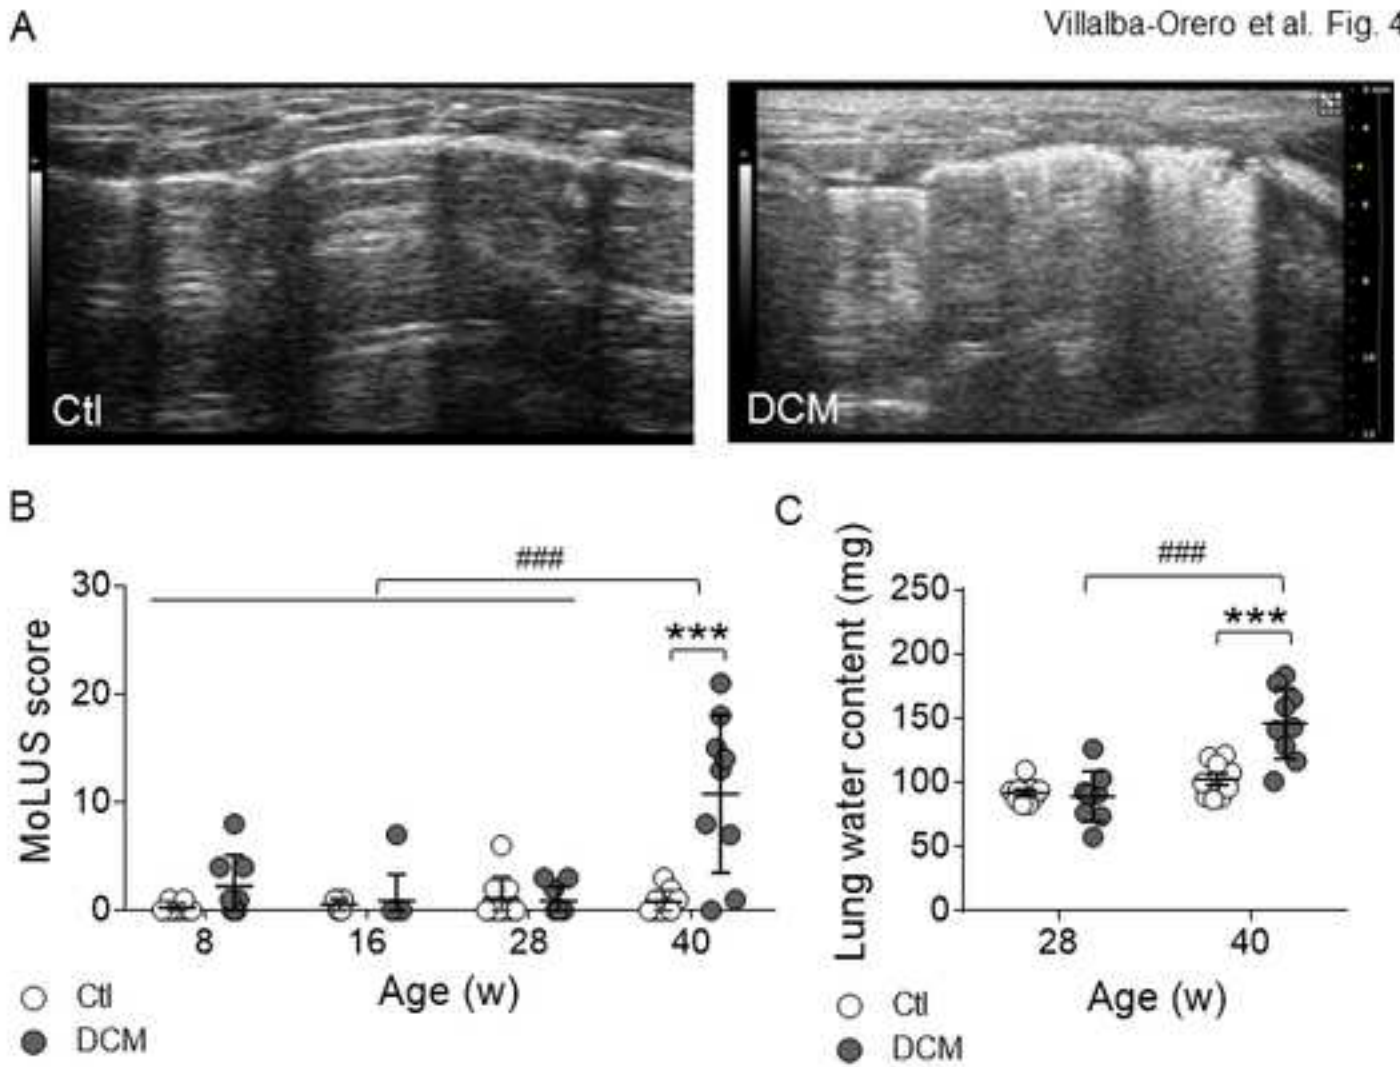 A
Villalba-Orero et al. Fig. 4
Ctl
DCM
B
###
***
30
20
10
0
MoLUS score
8
16
28
40
Age (w)
Ctl
DCM
C
###
***
250
200
150
100
50
0
Lung water content (mg)
28
40
Age (w)
Ctl
DCM